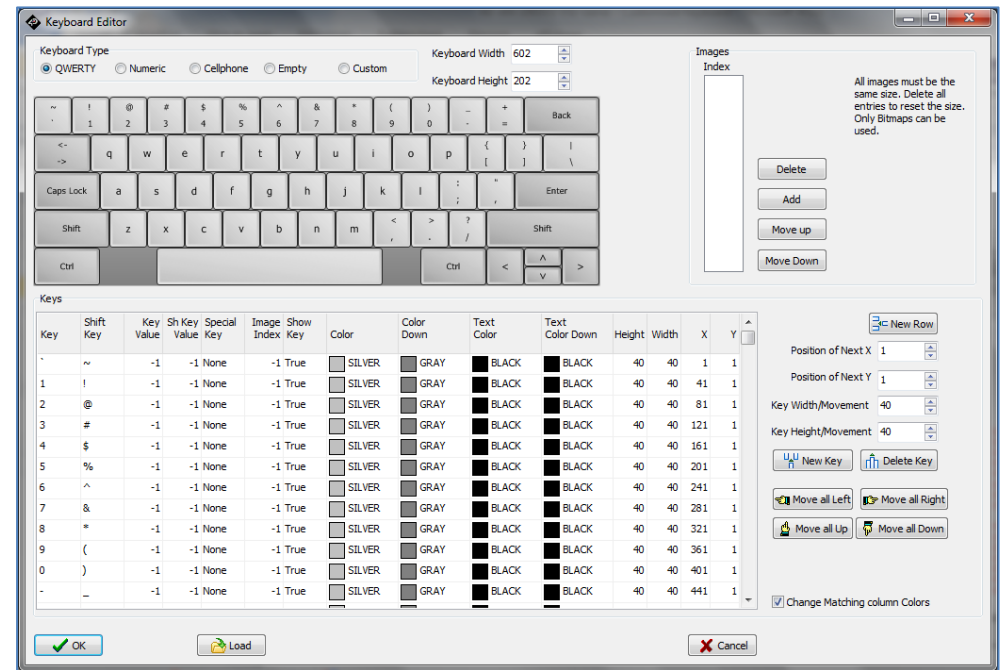 Keyboard Editor
Keyboard Type
QWERTY Numeric Cellphone Empty Custom
Keyboard Width 602
Keyboard Height 202
Images
Index
All images must be the
same size. Delete all
entries to reset the size.
Only Bitmaps can be
used.
~ ! @ # $ % ^ & * ( ) _ +
` 1 2 3 4 5 6 7 8 9 0 - = Back
<- { } |
-> q w e r t y u i o p [ ] \
Caps Lock a s d f g h j k l : ; " , Enter
Shift z x c v b n m < , > . ? / Shift
Ctrl Ctrl < ^ v >
Delete
Add
Move up
Move Down
Keys
Key Shift Key Key Value Sh Key Value Special Key Image Index Show Key Color Color Down Text Color Text Color Down Height Width X Y
` ~ -1 -1 None -1 True SILVER GRAY BLACK BLACK 40 40 1 1
1 ! -1 -1 None -1 True SILVER GRAY BLACK BLACK 40 40 41 1
2 @ -1 -1 None -1 True SILVER GRAY BLACK BLACK 40 40 81 1
3 # -1 -1 None -1 True SILVER GRAY BLACK BLACK 40 40 121 1
4 $ -1 -1 None -1 True SILVER GRAY BLACK BLACK 40 40 161 1
5 % -1 -1 None -1 True SILVER GRAY BLACK BLACK 40 40 201 1
6 ^ -1 -1 None -1 True SILVER GRAY BLACK BLACK 40 40 241 1
7 & -1 -1 None -1 True SILVER GRAY BLACK BLACK 40 40 281 1
8 * -1 -1 None -1 True SILVER GRAY BLACK BLACK 40 40 321 1
9 ( -1 -1 None -1 True SILVER GRAY BLACK BLACK 40 40 361 1
0 ) -1 -1 None -1 True SILVER GRAY BLACK BLACK 40 40 401 1
- _ -1 -1 None -1 True SILVER GRAY BLACK BLACK 40 40 441 1
New Row
Position of Next X 1
Position of Next Y 1
Key Width/Movement 40
Key Height/Movement 40
New Key Delete Key
Move all Left Move all Right
Move all Up Move all Down
Change Matching column Colors
OK Load Cancel